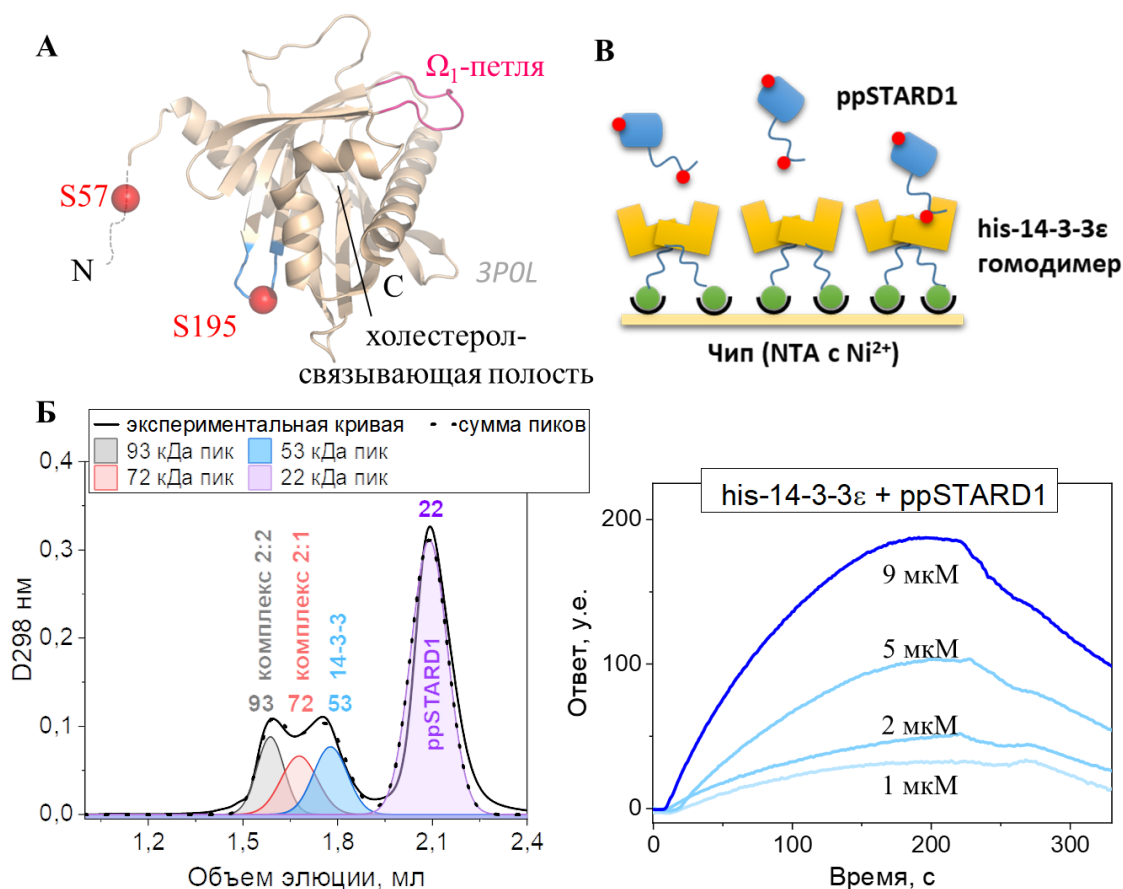 А
Ω₁-петля
S57
N
S195
C
3P0L
холестерол-
связывающая полость
В
ppSTARD1
his-14-3-3ε
гомодимер
Чип (NTA с Ni²⁺)
Б
экспериментальная кривая
сумма пиков
93 кДа пик
53 кДа пик
72 кДа пик
22 кДа пик
0,4
0,3
0,2
0,1
0,0
D298 нм
93 комплекс 2:2
72 комплекс 2:1
53 14-3-3
22
ppSTARD1
1,2
1,5
1,8
2,1
2,4
Объем элюции, мл
his-14-3-3ε + ppSTARD1
200
100
0
Ответ, у.е.
9 мкМ
5 мкМ
2 мкМ
1 мкМ
0
100
200
300
Время, с